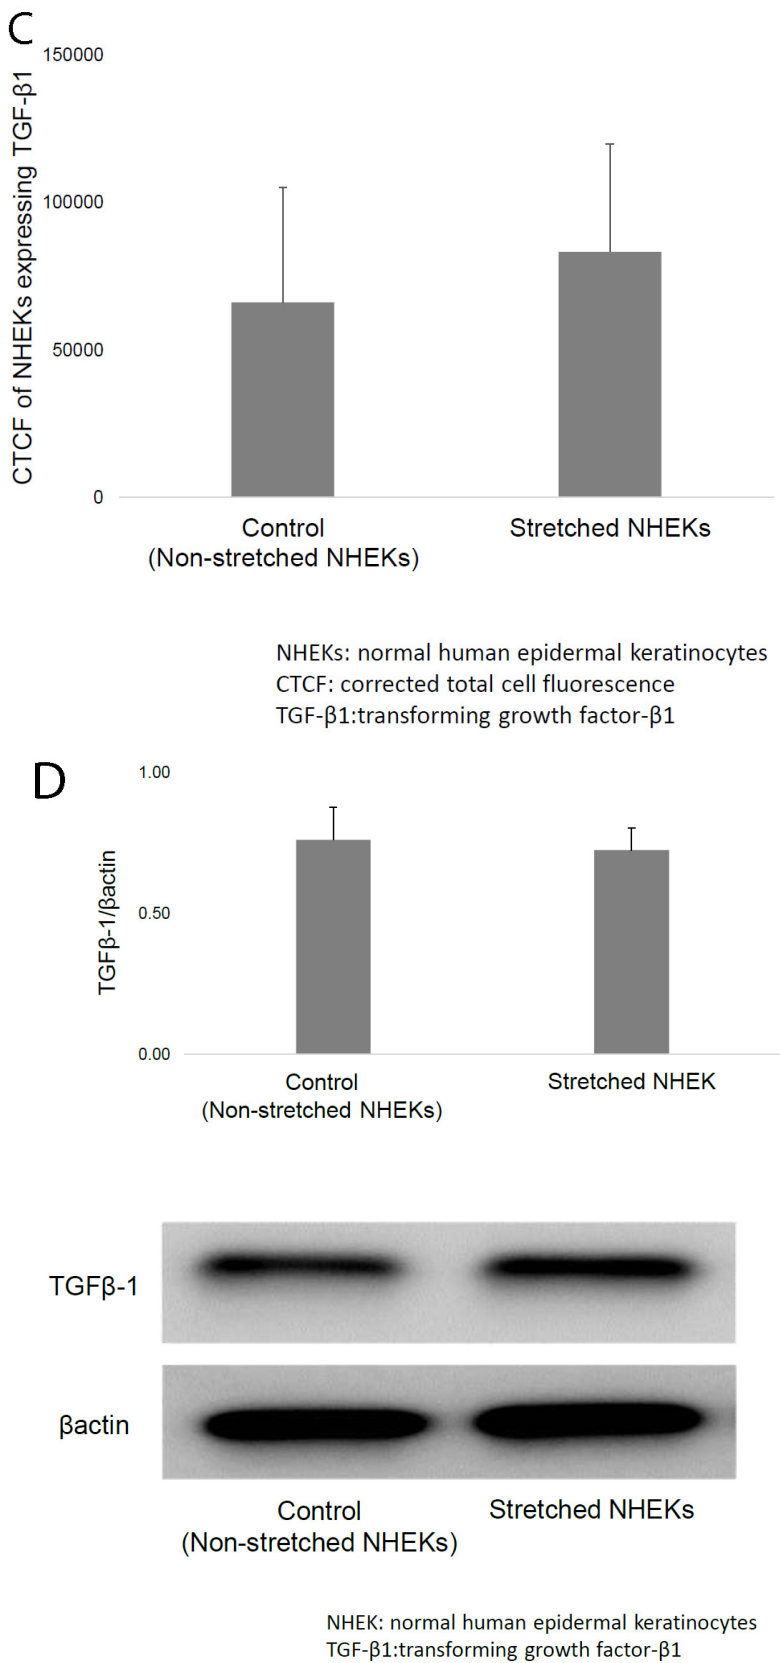 C
150000
100000
50000
0
CTCF of NHEKs expressing TGF-β1
Control
(Non-stretched NHEKs)
Stretched NHEKs
NHEKs: normal human epidermal keratinocytes
CTCF: corrected total cell fluorescence
TGF-β1:transforming growth factor-β1
D
1.00
0.50
0.00
TGFβ-1/βactin
Control
(Non-stretched NHEKs)
Stretched NHEK
TGFβ-1
βactin
Control
(Non-stretched NHEKs)
Stretched NHEKs
NHEK: normal human epidermal keratinocytes
TGF-β1:transforming growth factor-β1